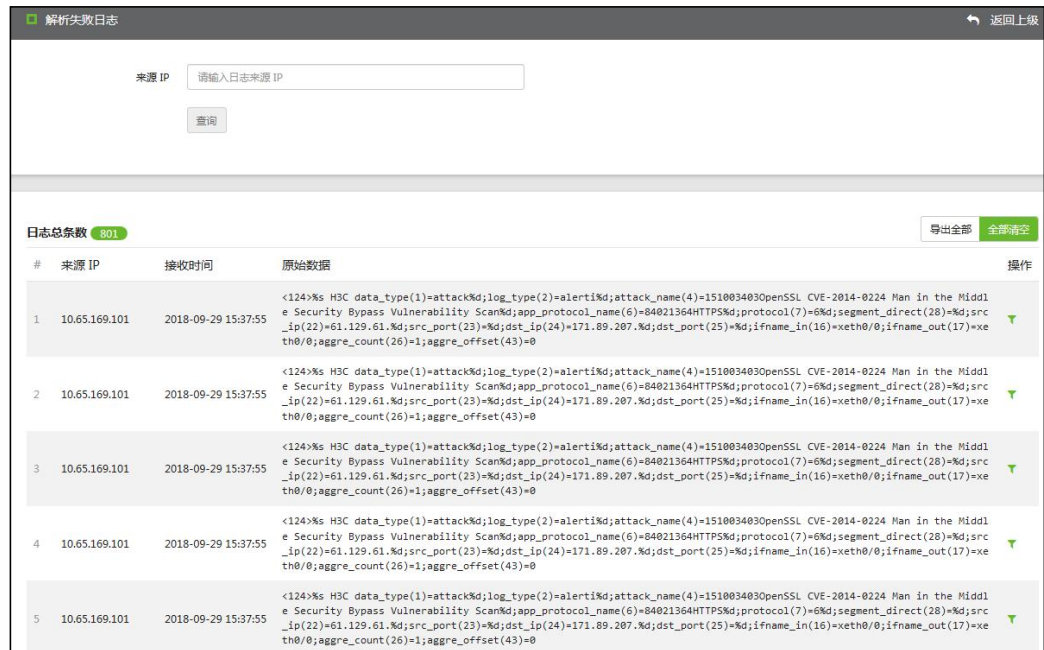 解析失败日志
返回上级
来源 IP
请输入日志来源 IP
查询
日志总条数 801
导出全部 全部清空
# 来源 IP 接收时间 原始数据 操作
<124>%s H3C data_type(1)=attack%d;log_type(2)=alerti%d;attack_name(4)=151003403OpenSSL CVE-2014-0224 Man in the Middl
1 10.65.169.101 2018-09-29 15:37:55 e Security Bypass Vulnerability Scan%d;app_protocol_name(6)=84021364HTTPS%d;protocol(7)=6%d;segment_direct(28)=%d;src
_ip(22)=61.129.61.%d;src_port(23)=%d;dst_ip(24)=171.89.207.%d;dst_port(25)=%d;ifname_in(16)=xeth0/0;ifname_out(17)=xe
th0/0;aggre_count(26)=1;aggre_offset(43)=0
<124>%s H3C data_type(1)=attack%d;log_type(2)=alerti%d;attack_name(4)=151003403OpenSSL CVE-2014-0224 Man in the Middl
2 10.65.169.101 2018-09-29 15:37:55 e Security Bypass Vulnerability Scan%d;app_protocol_name(6)=84021364HTTPS%d;protocol(7)=6%d;segment_direct(28)=%d;src
_ip(22)=61.129.61.%d;src_port(23)=%d;dst_ip(24)=171.89.207.%d;dst_port(25)=%d;ifname_in(16)=xeth0/0;ifname_out(17)=xe
th0/0;aggre_count(26)=1;aggre_offset(43)=0
<124>%s H3C data_type(1)=attack%d;log_type(2)=alerti%d;attack_name(4)=151003403OpenSSL CVE-2014-0224 Man in the Middl
3 10.65.169.101 2018-09-29 15:37:55 e Security Bypass Vulnerability Scan%d;app_protocol_name(6)=84021364HTTPS%d;protocol(7)=6%d;segment_direct(28)=%d;src
_ip(22)=61.129.61.%d;src_port(23)=%d;dst_ip(24)=171.89.207.%d;dst_port(25)=%d;ifname_in(16)=xeth0/0;ifname_out(17)=xe
th0/0;aggre_count(26)=1;aggre_offset(43)=0
<124>%s H3C data_type(1)=attack%d;log_type(2)=alerti%d;attack_name(4)=151003403OpenSSL CVE-2014-0224 Man in the Middl
4 10.65.169.101 2018-09-29 15:37:55 e Security Bypass Vulnerability Scan%d;app_protocol_name(6)=84021364HTTPS%d;protocol(7)=6%d;segment_direct(28)=%d;src
_ip(22)=61.129.61.%d;src_port(23)=%d;dst_ip(24)=171.89.207.%d;dst_port(25)=%d;ifname_in(16)=xeth0/0;ifname_out(17)=xe
th0/0;aggre_count(26)=1;aggre_offset(43)=0
<124>%s H3C data_type(1)=attack%d;log_type(2)=alerti%d;attack_name(4)=151003403OpenSSL CVE-2014-0224 Man in the Middl
5 10.65.169.101 2018-09-29 15:37:55 e Security Bypass Vulnerability Scan%d;app_protocol_name(6)=84021364HTTPS%d;protocol(7)=6%d;segment_direct(28)=%d;src
_ip(22)=61.129.61.%d;src_port(23)=%d;dst_ip(24)=171.89.207.%d;dst_port(25)=%d;ifname_in(16)=xeth0/0;ifname_out(17)=xe
th0/0;aggre_count(26)=1;aggre_offset(43)=0